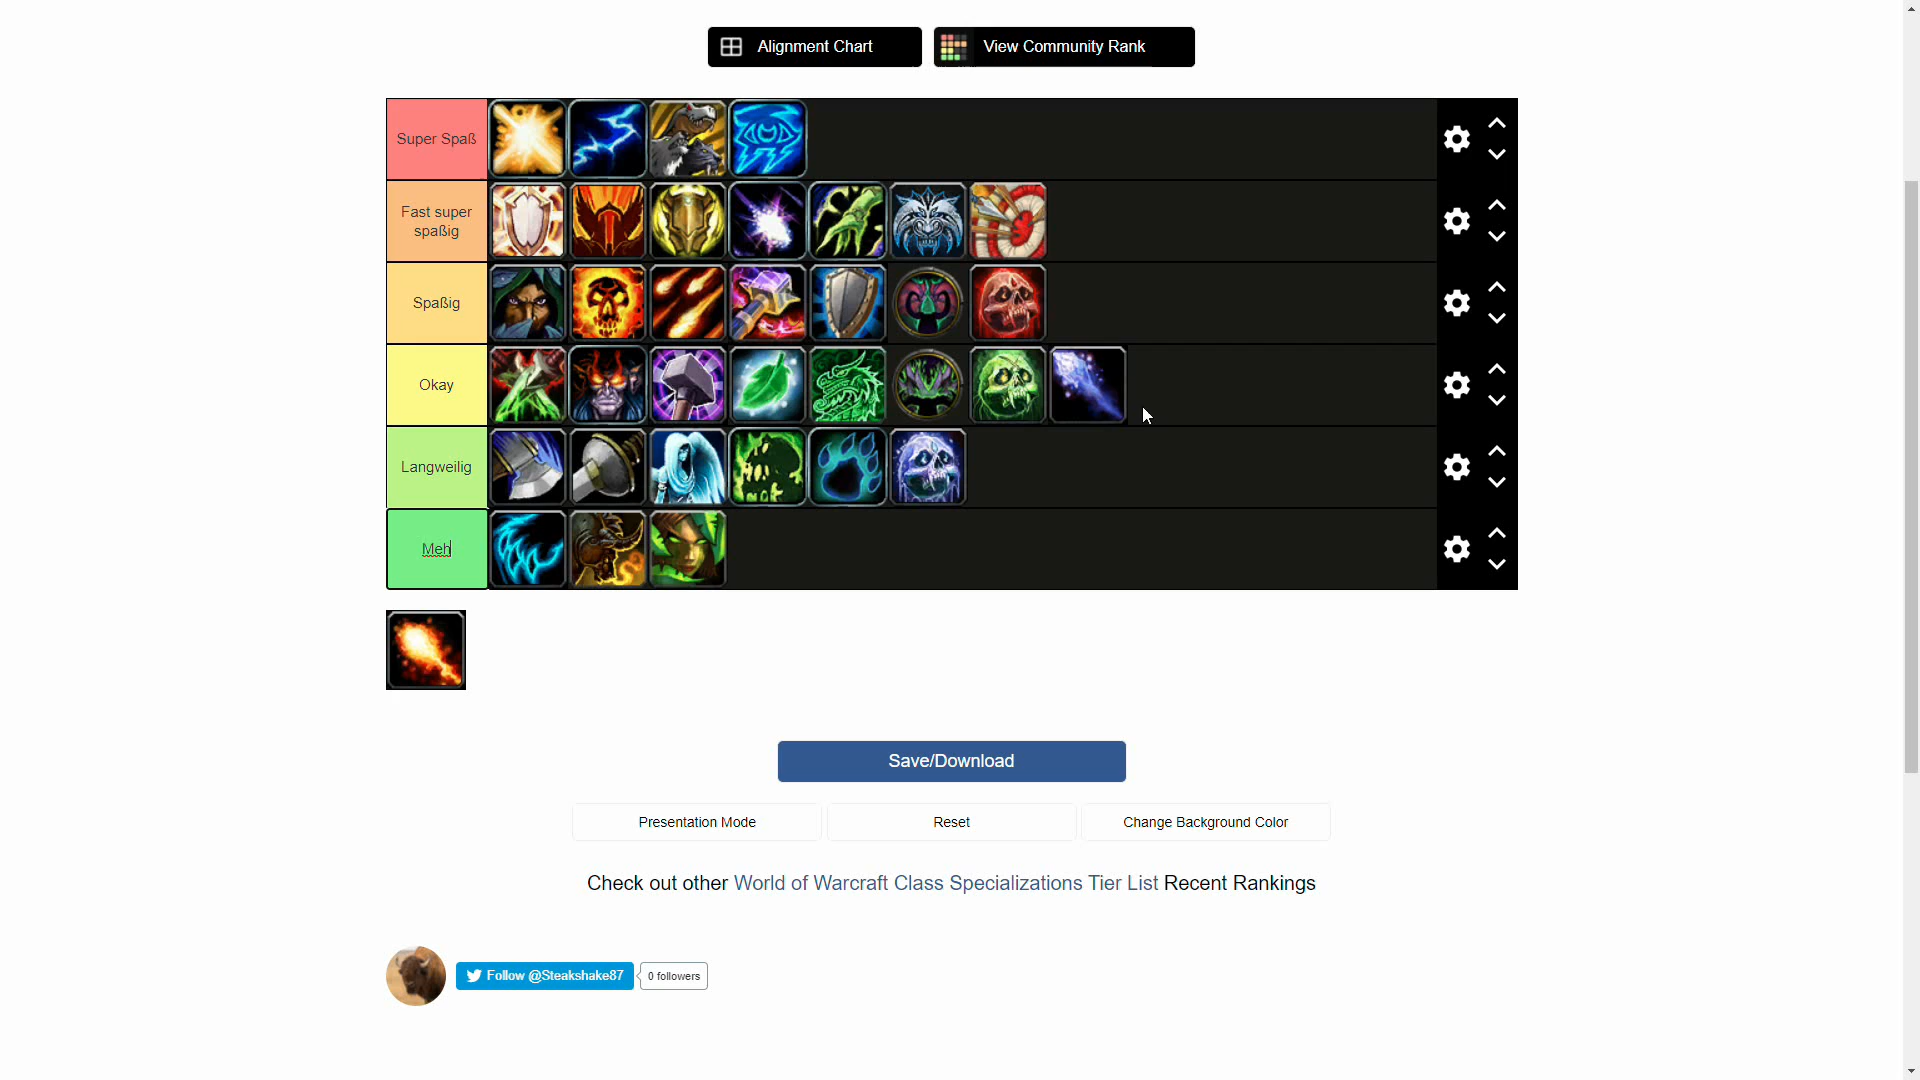 Alignment Chart
View Community Rank
Super Spaß
Fast super
spaßig
Spaßig
Okay
Langweilig
Meh
Save/Download
Presentation Mode
Reset
Change Background Color
Check out other World of Warcraft Class Specializations Tier List Recent Rankings
Follow @Steakshake87
0 followers